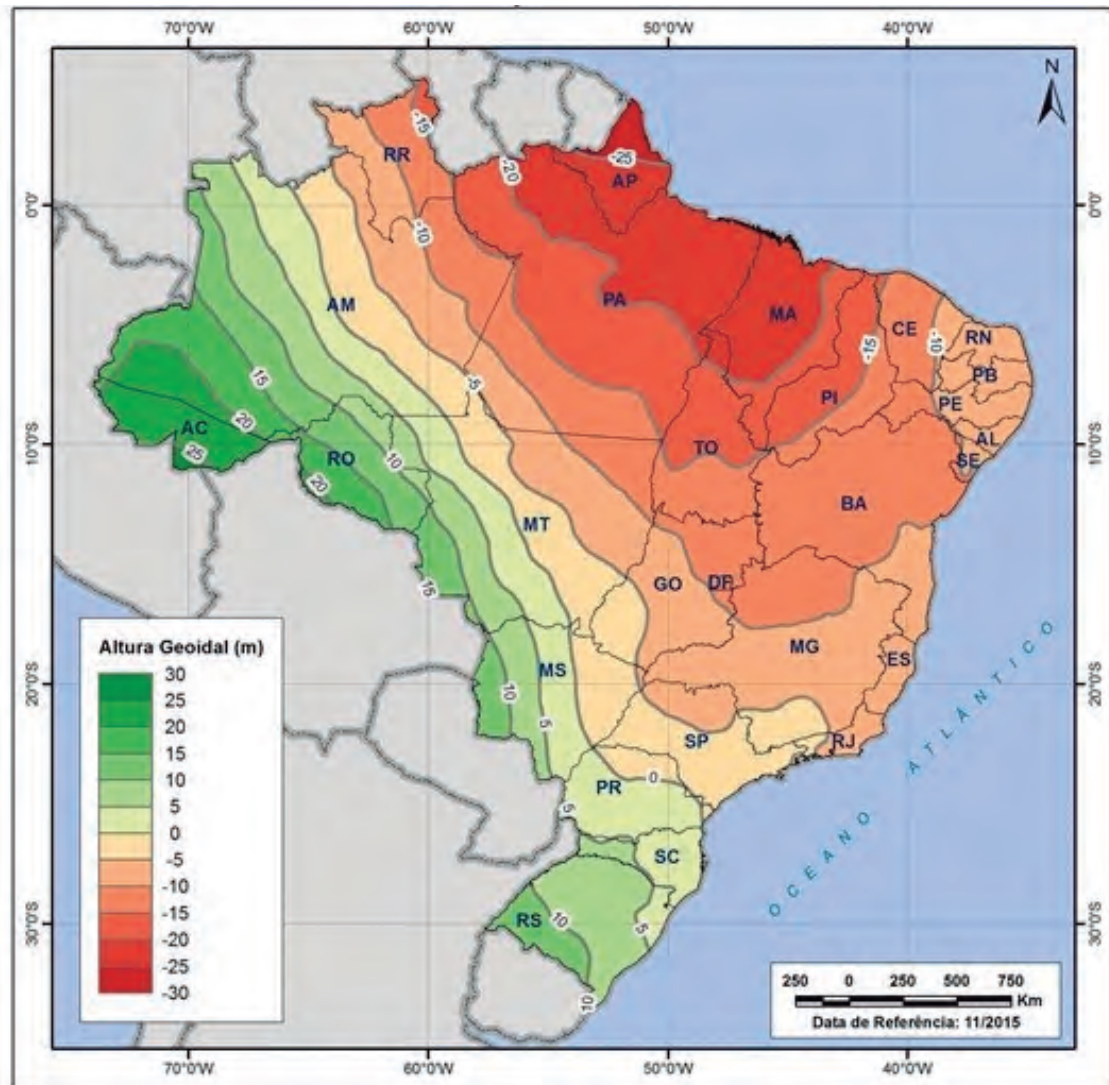 70°0'W 60°0'W 50°0'W 40°0'W
N
0°0' 0°0'
10°S 10°S
20°0'S 20°0'S
30°0'S 30°0'S
RR
-15
-10
-20
-25
AP
AM
PA
MA
-15
CE
-10
RN
PB
PI
PE
AL
SE
-5
15
20
AC
25
10
RO
20
TO
BA
MT
15
GO
DF
MG
ES
MS
10
5
SP
RJ
PR
0
5
SC
RS
10
5
10
OCEANO ATLÂNTICO
Altura Geoidal (m)
30
25
20
15
10
5
0
-5
-10
-15
-20
-25
-30
250 0 250 500 750
Km
Data de Referência: 11/2015
70°0'W 60°0'W 50°0'W 40°0'W